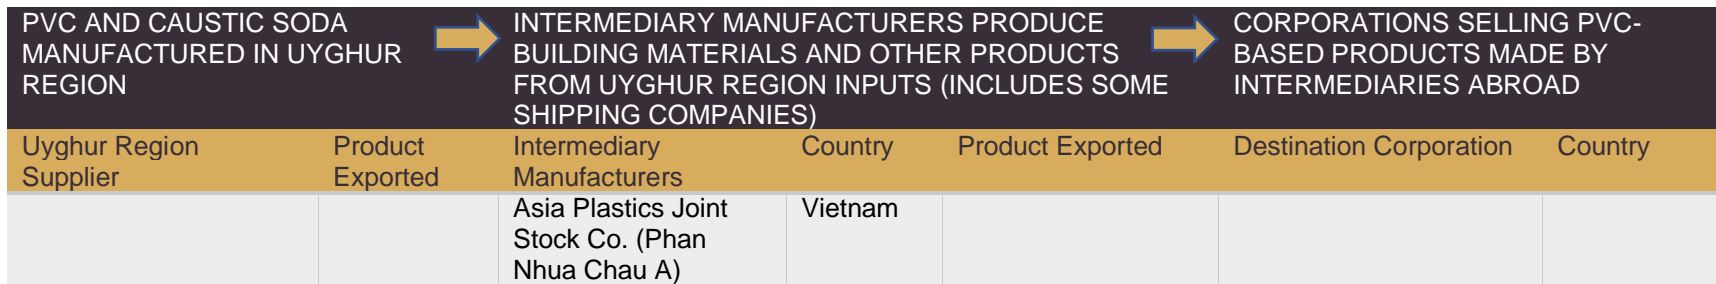 PVC AND CAUSTIC SODA
MANUFACTURED IN UYGHUR
REGION
INTERMEDIARY MANUFACTURERS PRODUCE
BUILDING MATERIALS AND OTHER PRODUCTS
FROM UYGHUR REGION INPUTS (INCLUDES SOME
SHIPPING COMPANIES)
CORPORATIONS SELLING PVC-
BASED PRODUCTS MADE BY
INTERMEDIARIES ABROAD
Uyghur Region
Supplier
Product
Exported
Intermediary
Manufacturers
Country
Product Exported
Destination Corporation
Country
Asia Plastics Joint
Stock Co. (Phan
Nhua Chau A)
Vietnam